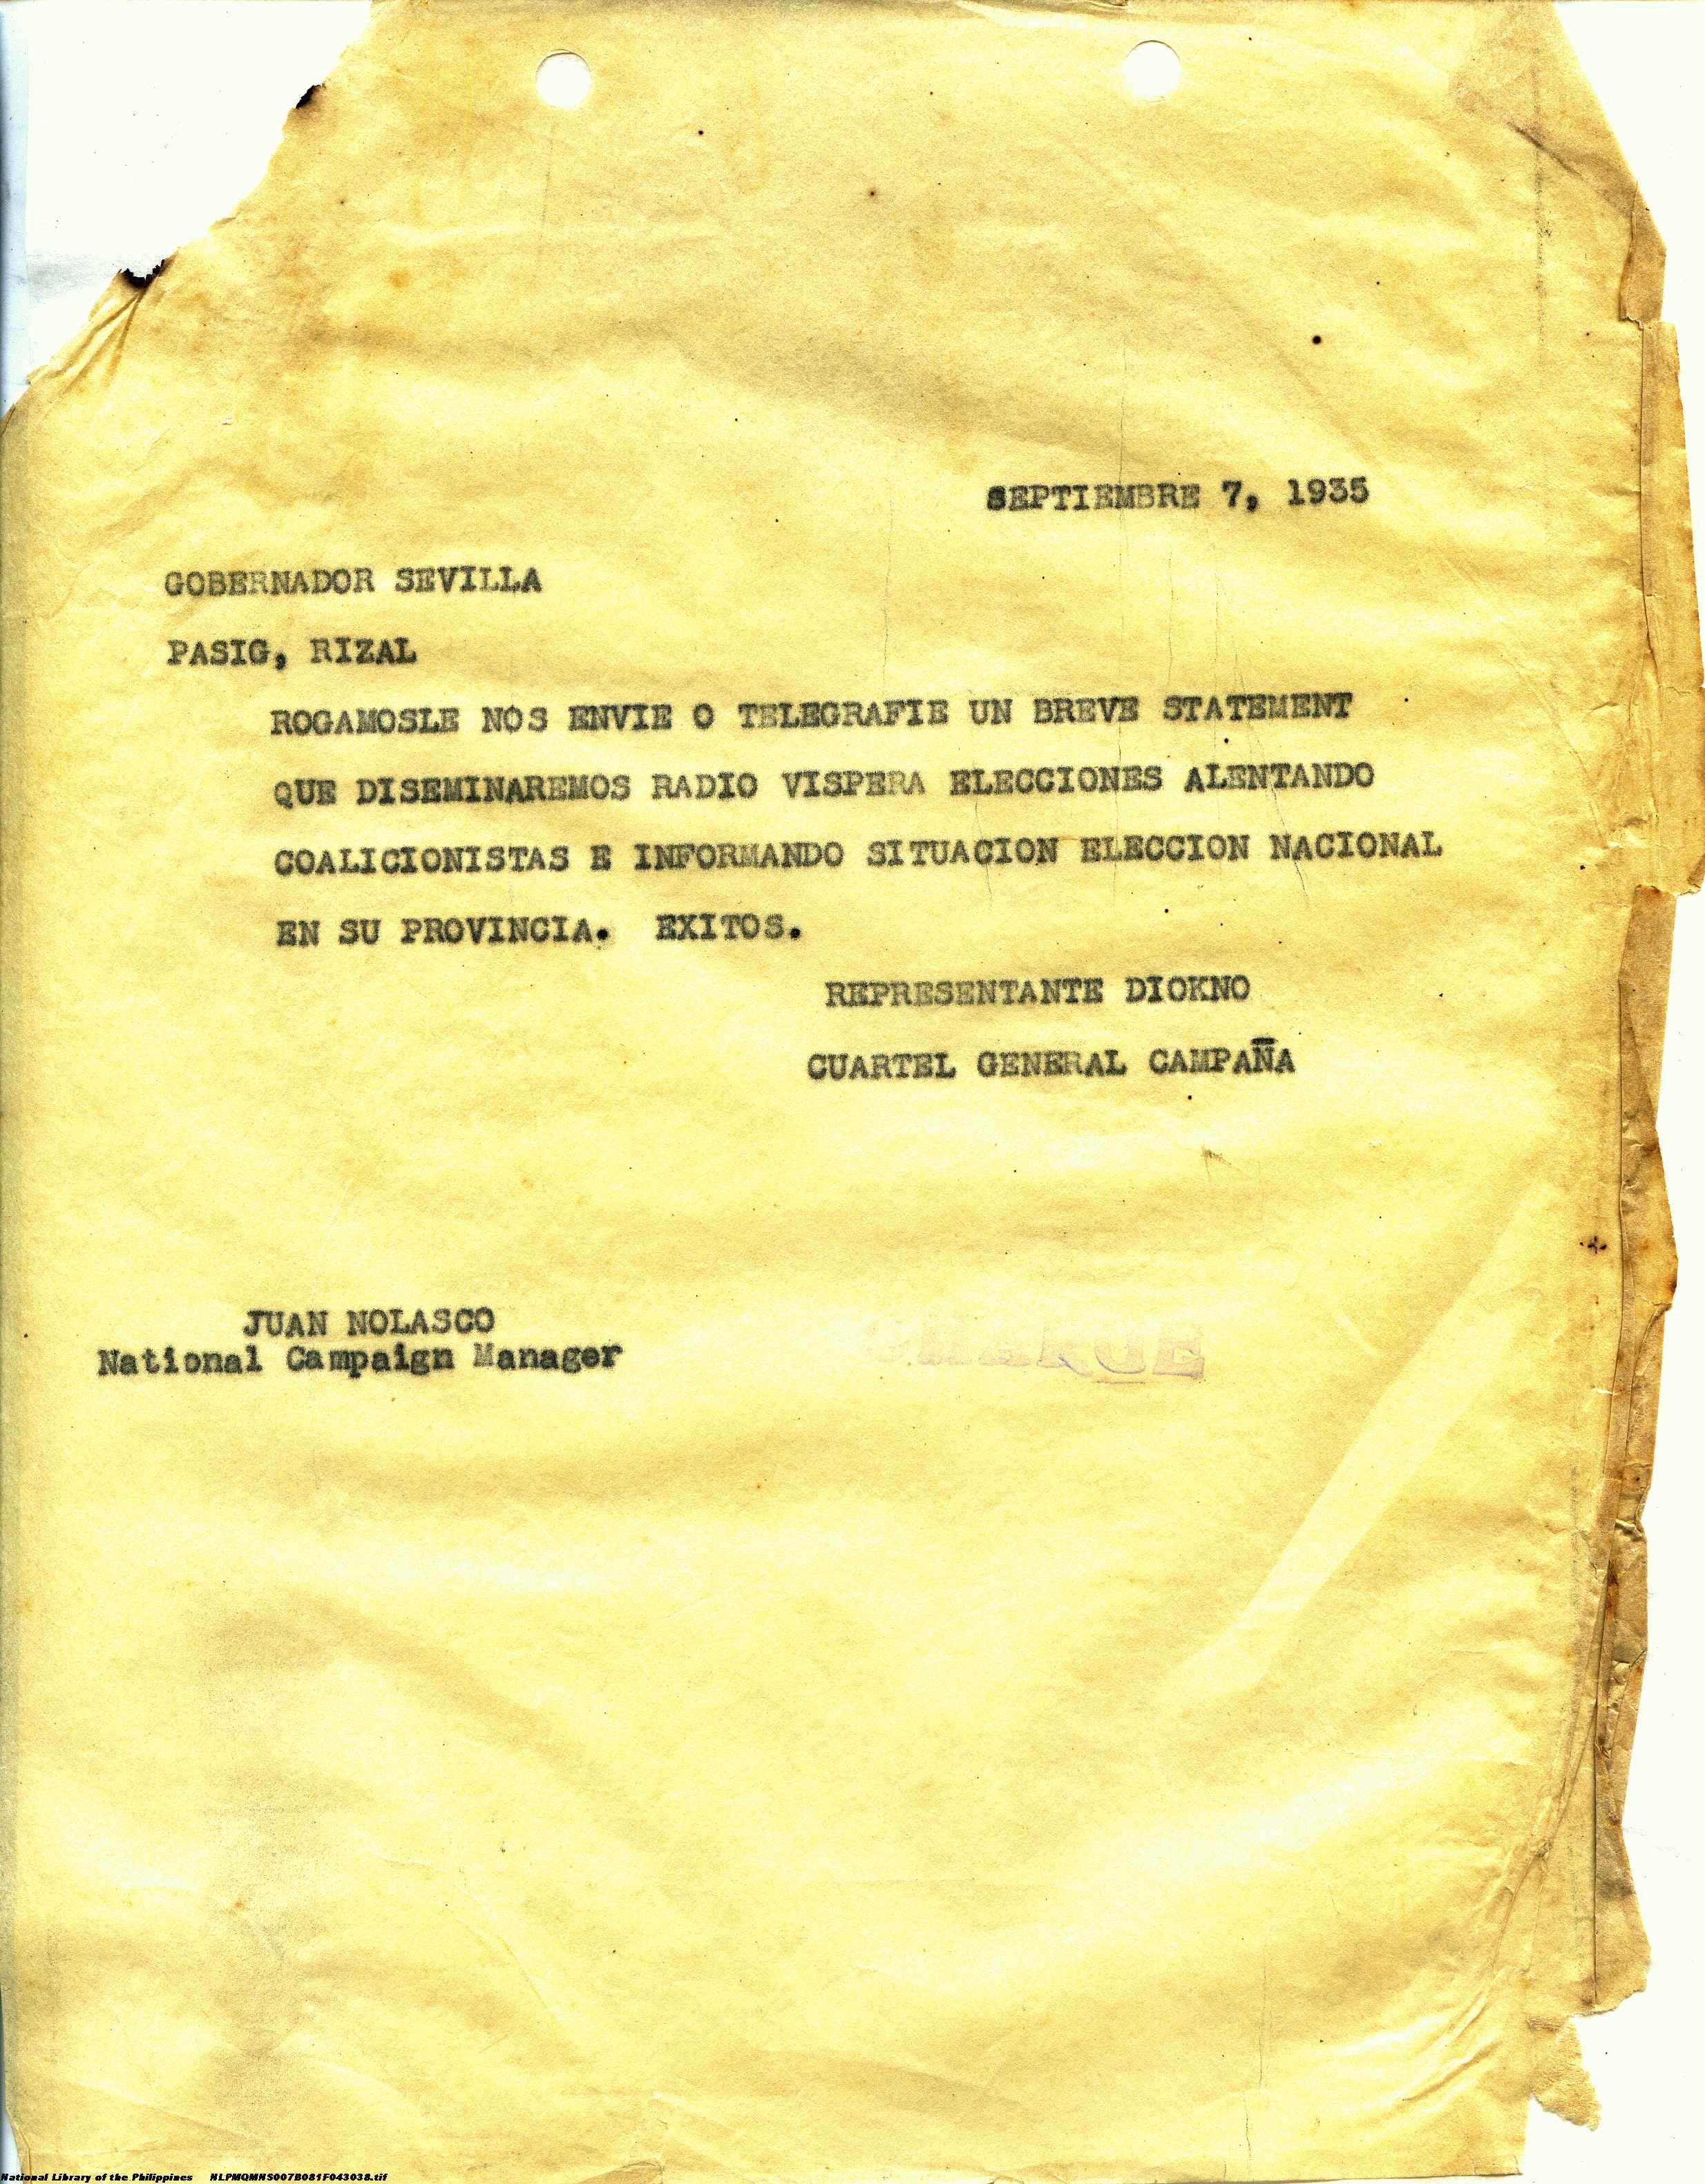 SEPTIEMBRE 7, 1935
GOBERNADOR SEVILLA
PASIG, RIZAL
ROGAMOSLE NOS ENVIE O TELEGRAFIE UN BREVE STATEMENT
QUE DISEMINAREMOS RADIO VISPERA ELECCIONES ALENTANDO
COALICIONISTAS E INFORMANDO SITUACION ELECCION NACIONAL
EN SU PROVINCIA. EXITOS.
REPRESENTANTE DIOKNO
CUARTEL GENERAL CAMPAÑA
JUAN NOLASCO
National Campaign Manager
National Library of the Philippines NLPMQMNS007B081F043038.tif